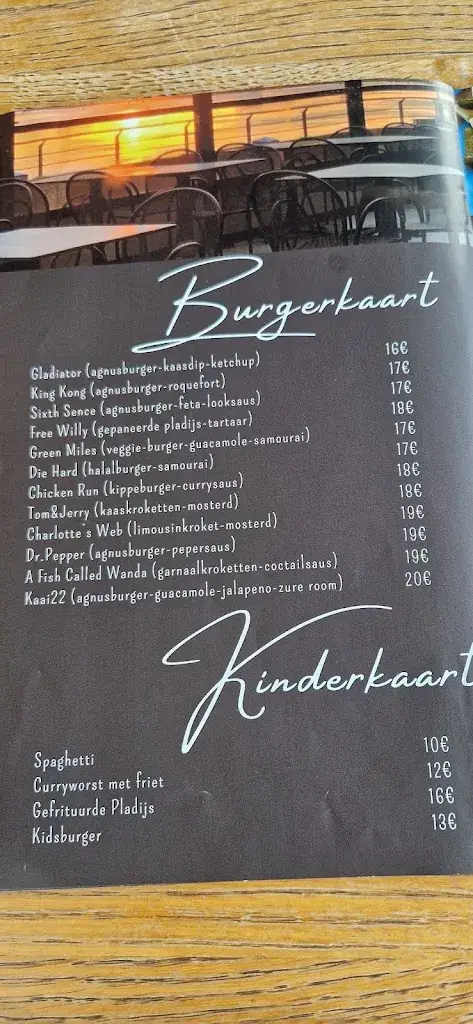 Burgerkaart
Gladiator (agnusburger-kaasdip-ketchup) 16€
King Kong (agnusburger-roquefort) 17€
Sixth Sence (agnusburger-feta-looksaus) 17€
Free Willy (gepaneerde pladijs-tartaar) 18€
Green Miles (veggie-burger-guacamole-samourai) 17€
Die Hard (halalburger-samourai) 17€
Chicken Run (kippeburger-currysaus) 18€
Tom&Jerry (kaaskroketten-mosterd) 18€
Charlotte's Web (limousinkroket-mosterd) 19€
Dr.Pepper (agnusburger-pepersaus) 19€
A Fish Called Wanda (garnaalkroketten-coctailsaus) 19€
Kaai22 (agnusburger-guacamole-jalapeno-zure room) 20€
Kinderkaart
Spaghetti 10€
Curryworst met friet 12€
Gefrituurde Pladijs 16€
Kidsburger 13€